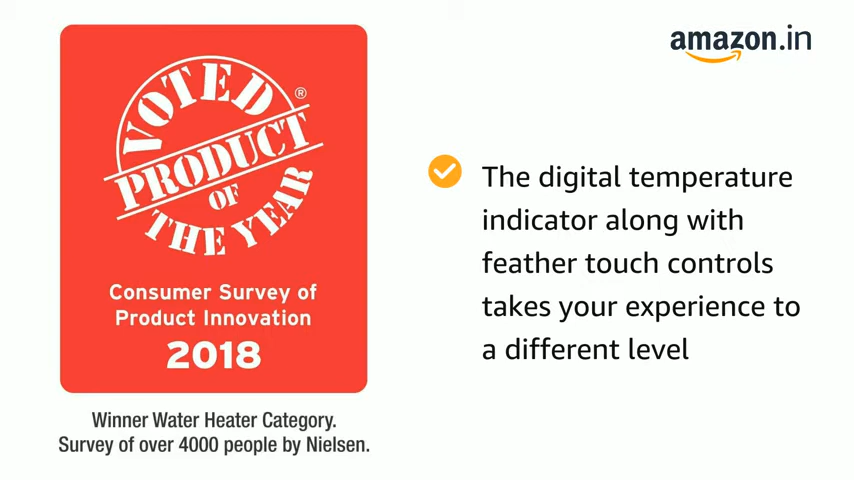 amazon.in
VOTED
®
PRODUCT
OF
THE YEAR
Consumer Survey of
Product Innovation
2018
Winner Water Heater Category.
Survey of over 4000 people by Nielsen.
The digital temperature
indicator along with
feather touch controls
takes your experience to
a different level